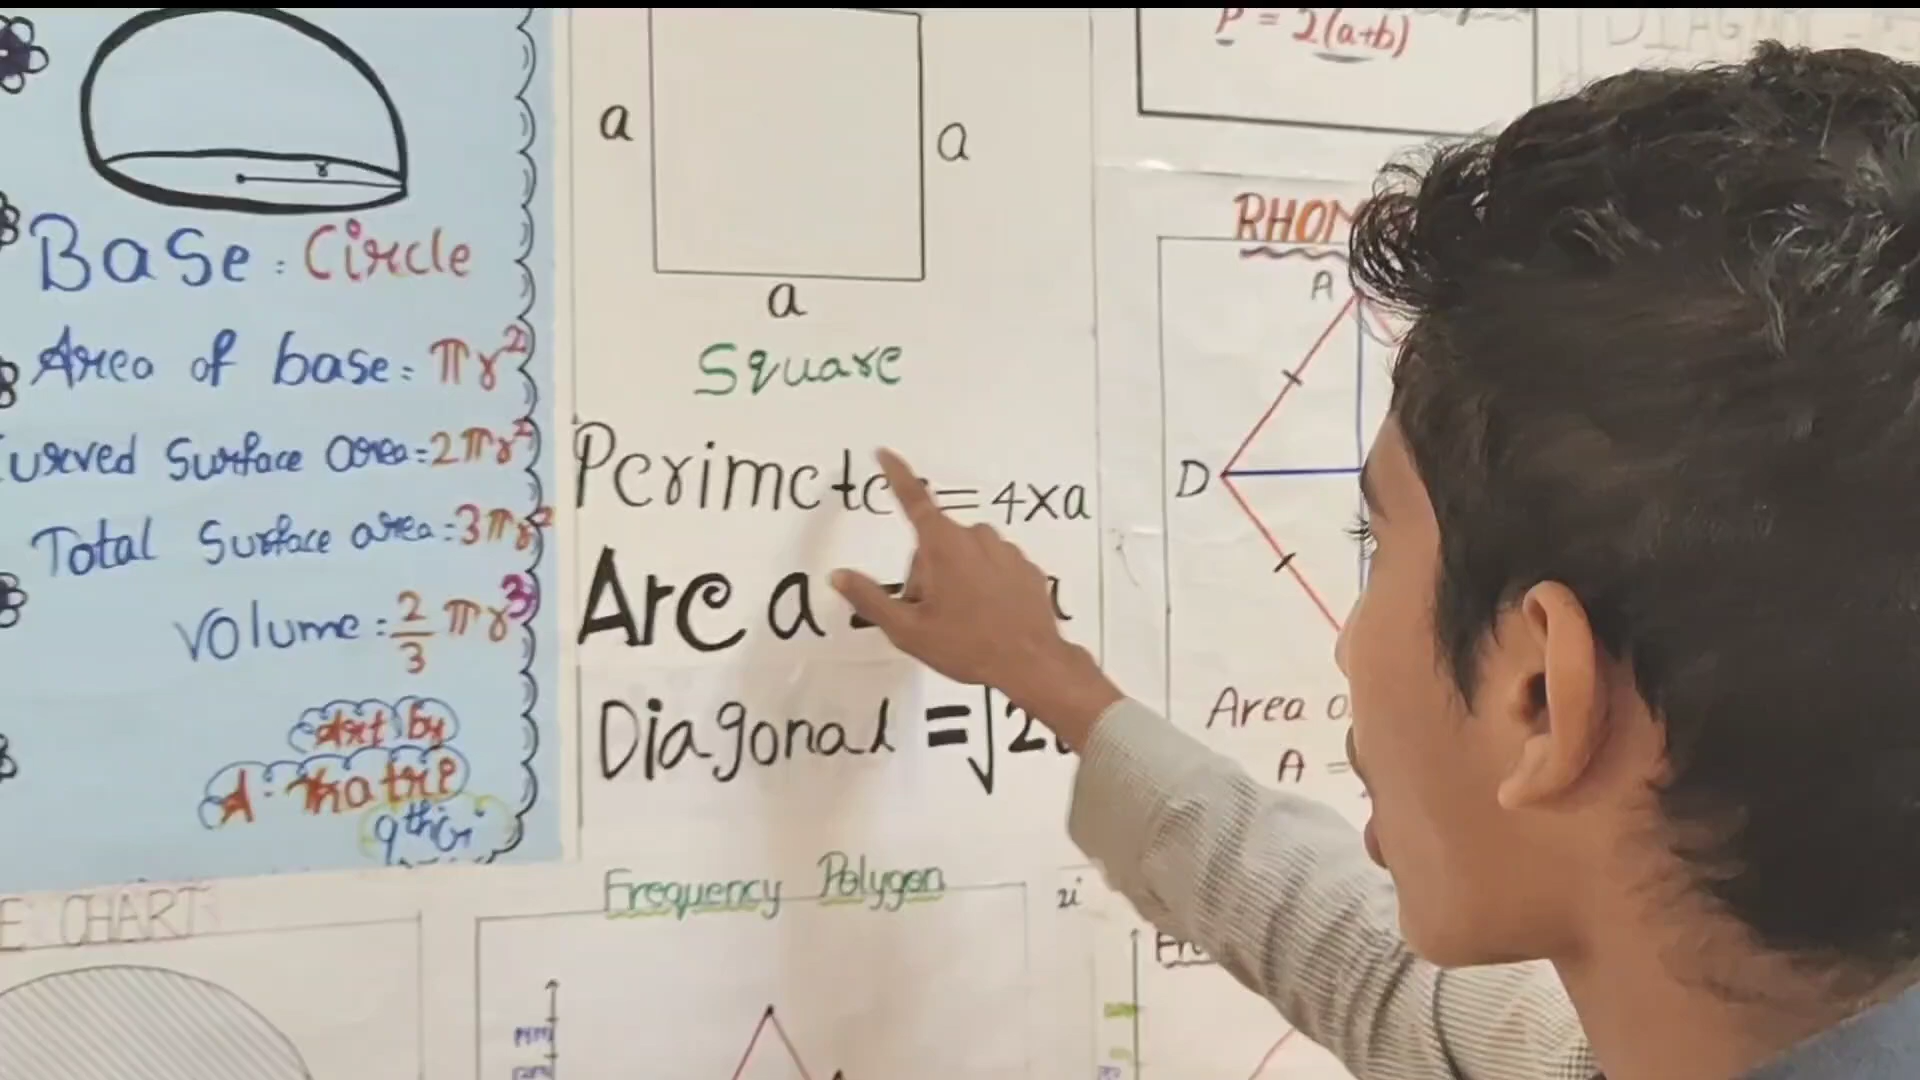 r
Base : Circle
Area of base = πr²
Curved Surface area = 2πr²
Total Surface area = 3πr²
Volume = 2/3 πr³
Art by
9th
a
a
a
Square
Perimeter = 4xa
Area =
Diagonal = √2
P = 2(a+b)
A
D
Area
A =
CHART
Frequency Polygon